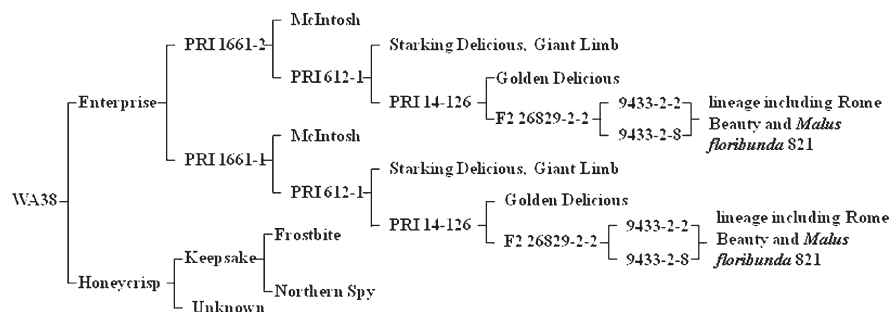 McIntosh
PRI 1661-2
Starking Delicious, Giant Limb
PRI 612-1
Golden Delicious
Enterprise
PRI 14-126
9433-2-2
lineage including Rome
F2 26829-2-2
Beauty and Malus
9433-2-8
floribunda 821
McIntosh
PRI 1661-1
Starking Delicious, Giant Limb
PRI 612-1
WA38
Golden Delicious
PRI 14-126
9433-2-2
lineage including Rome
Frostbite
F2 26829-2-2
Beauty and Malus
Keepsake
9433-2-8
floribunda 821
Honeycrisp
Northern Spy
Unknown